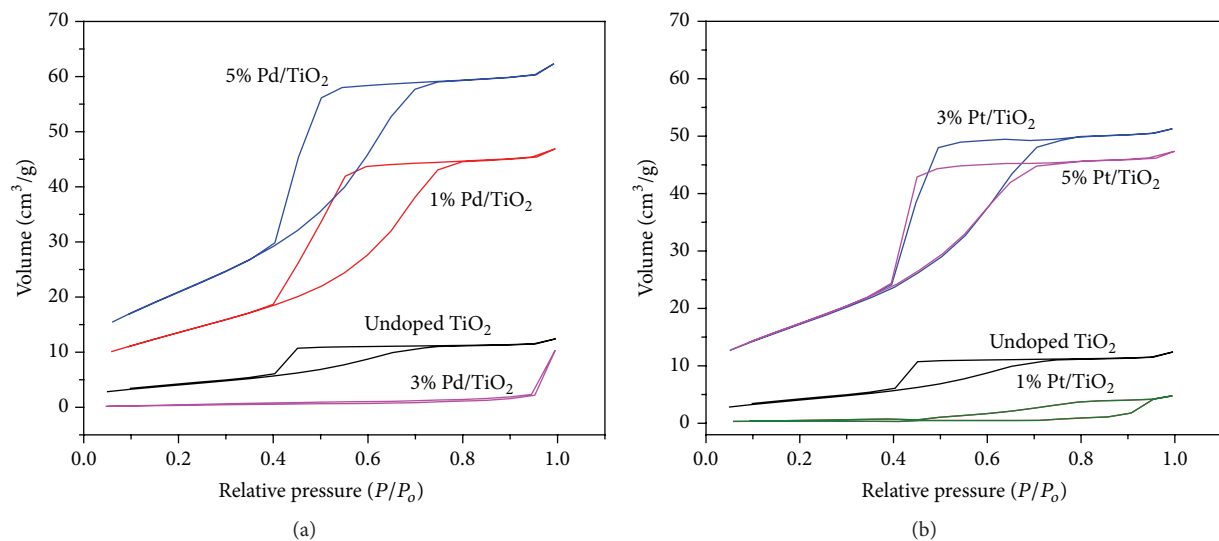 70
60
50
40
30
20
10
0
Volume (cm³/g)
5% Pd/TiO₂
1% Pd/TiO₂
Undoped TiO₂
3% Pd/TiO₂
0.0 0.2 0.4 0.6 0.8 1.0
Relative pressure (P/Pₒ)
(a)
70
60
50
40
30
20
10
0
Volume (cm³/g)
3% Pt/TiO₂
5% Pt/TiO₂
Undoped TiO₂
1% Pt/TiO₂
0.0 0.2 0.4 0.6 0.8 1.0
Relative pressure (P/Pₒ)
(b)